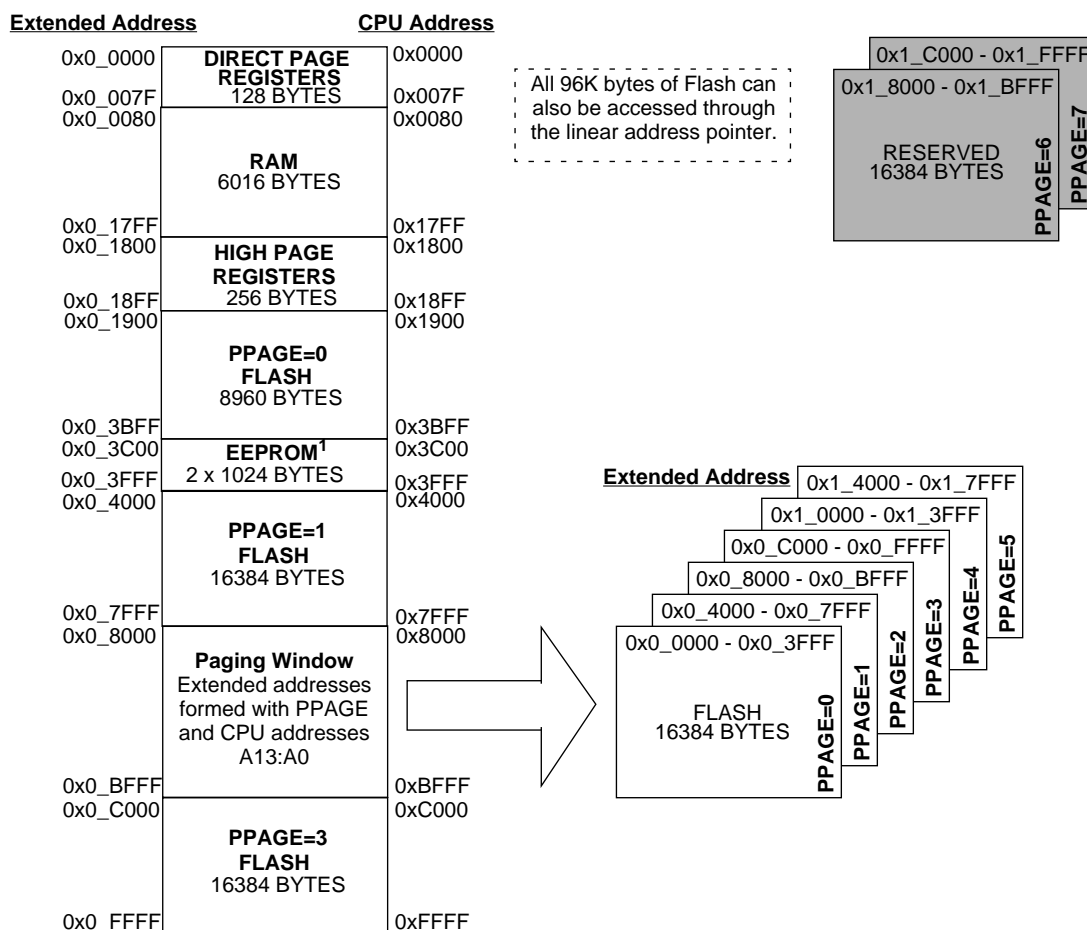 Extended Address
CPU Address
0x0_0000
DIRECT PAGE
REGISTERS
128 BYTES
0x0000
0x0_007F
0x007F
0x0_0080
0x0080
RAM
6016 BYTES
0x0_17FF
0x17FF
0x0_1800
0x1800
HIGH PAGE
REGISTERS
256 BYTES
0x0_18FF
0x18FF
0x0_1900
0x1900
PPAGE=0
FLASH
8960 BYTES
0x0_3BFF
0x3BFF
0x0_3C00
0x3C00
EEPROM1
2 x 1024 BYTES
0x0_3FFF
0x3FFF
0x0_4000
0x4000
PPAGE=1
FLASH
16384 BYTES
0x0_7FFF
0x7FFF
0x0_8000
0x8000
Paging Window
Extended addresses
formed with PPAGE
and CPU addresses
A13:A0
0x0_BFFF
0xBFFF
0x0_C000
0xC000
PPAGE=3
FLASH
16384 BYTES
0x0_FFFF
0xFFFF
All 96K bytes of Flash can
also be accessed through
the linear address pointer.
0x1_C000 - 0x1_FFFF
PPAGE=7
0x1_8000 - 0x1_BFFF
RESERVED
16384 BYTES
PPAGE=6
Extended Address
0x1_4000 - 0x1_7FFF
PPAGE=5
0x1_0000 - 0x1_3FFF
PPAGE=4
0x0_C000 - 0x0_FFFF
PPAGE=3
0x0_8000 - 0x0_BFFF
PPAGE=2
0x0_4000 - 0x0_7FFF
PPAGE=1
0x0_0000 - 0x0_3FFF
FLASH
16384 BYTES
PPAGE=0